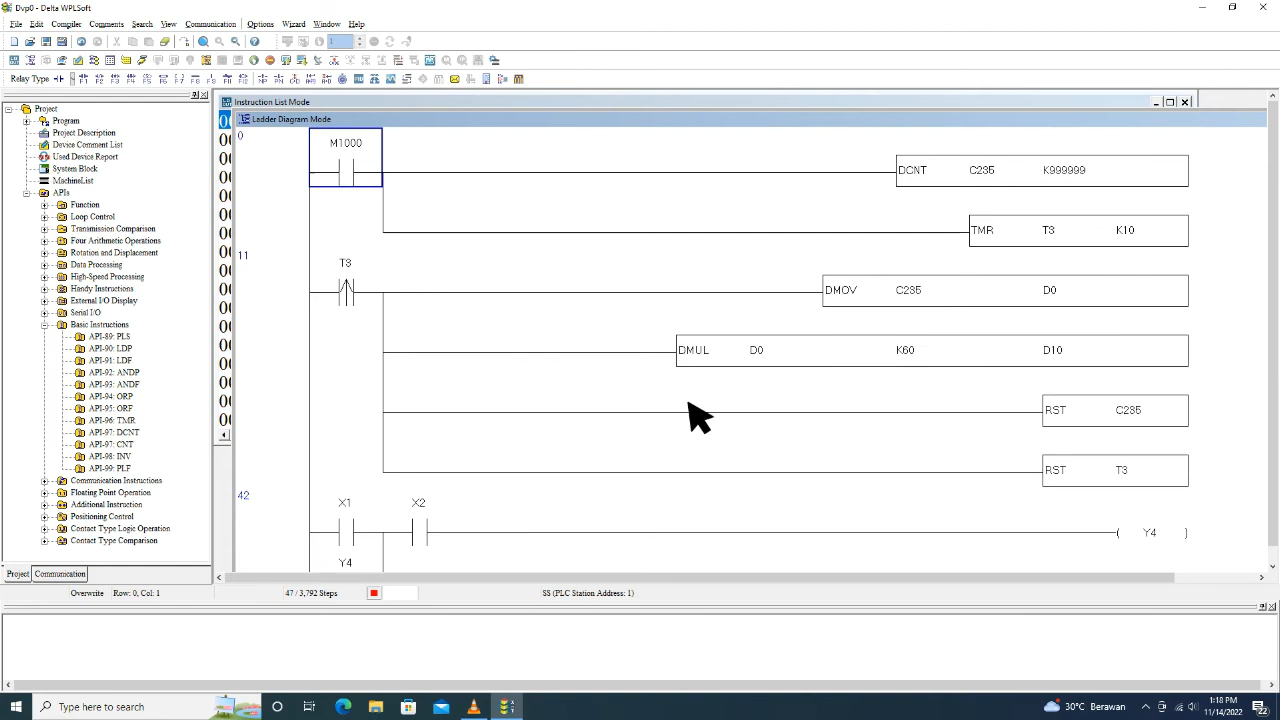 Dvp0 - Delta WPLSoft
File Edit Compiler Comments Search View Communication Options Wizard Window Help
1
Relay Type
Instruction List Mode
Ladder Diagram Mode
Project
Program
Project Description
Device Comment List
Used Device Report
System Block
MachineList
APIs
Function
Loop Control
Transmission Comparison
Four Arithmetic Operations
Rotation and Displacement
Data Processing
High-Speed Processing
Handy Instructions
External I/O Display
Serial I/O
Basic Instructions
API-89: PLS
API-90: LDP
API-91: LDF
API-92: ANDP
API-93: ANDF
API-94: ORP
API-95: ORF
API-96: TMR
API-97: DCNT
API-97: CNT
API-98: INV
API-99: PLF
Communication Instructions
Floating Point Operation
Additional Instruction
Positioning Control
Contact Type Logic Operation
Contact Type Comparison
Project Communication
0
M1000
DCNT C235 K999999
TMR T3 K10
11
T3
DMOV C235 D0
DMUL D0 K60 D10
RST C235
RST T3
42
X1 X2
Y4
Y4
Overwrite Row: 0, Col: 1 47 / 3,792 Steps SS (PLC Station Address: 1)
Type here to search
30°C Berawan
1:18 PM
11/14/2022
22